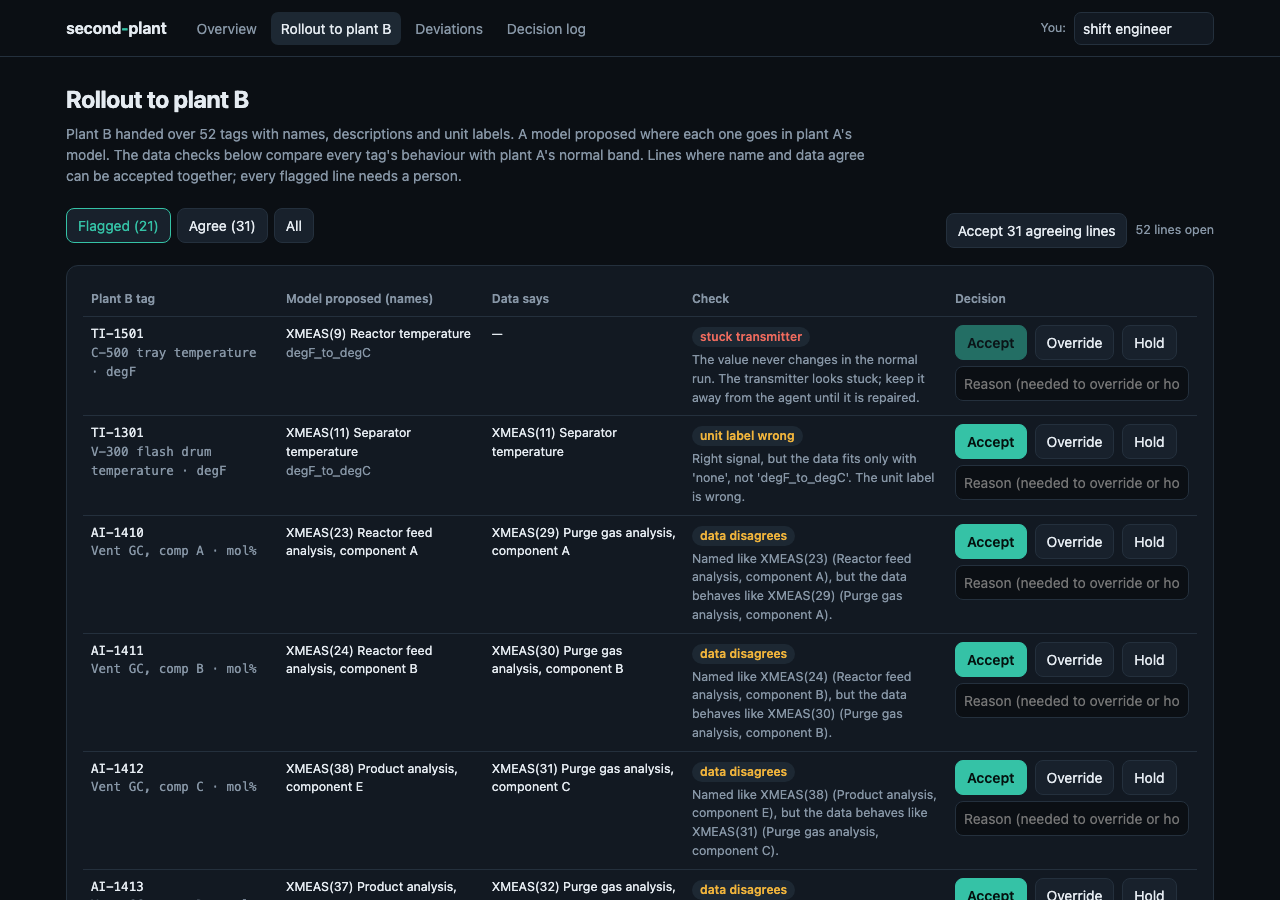 second-plant
Overview
Rollout to plant B
Deviations
Decision log
You:
shift engineer
Rollout to plant B
Plant B handed over 52 tags with names, descriptions and unit labels. A model proposed where each one goes in plant A's
model. The data checks below compare every tag's behaviour with plant A's normal band. Lines where name and data agree
can be accepted together; every flagged line needs a person.
Flagged (21)
Agree (31)
All
Accept 31 agreeing lines
52 lines open
Plant B tag
Model proposed (names)
Data says
Check
Decision
TI-1501
C-500 tray temperature
· degF
XMEAS(9) Reactor temperature
degF_to_degC
—
stuck transmitter
The value never changes in the normal
run. The transmitter looks stuck; keep it
away from the agent until it is repaired.
Accept
Override
Hold
Reason (needed to override or ho
TI-1301
V-300 flash drum
temperature · degF
XMEAS(11) Separator
temperature
degF_to_degC
XMEAS(11) Separator
temperature
unit label wrong
Right signal, but the data fits only with
'none', not 'degF_to_degC'. The unit label
is wrong.
Accept
Override
Hold
Reason (needed to override or ho
AI-1410
Vent GC, comp A · mol%
XMEAS(23) Reactor feed
analysis, component A
XMEAS(29) Purge gas analysis,
component A
data disagrees
Named like XMEAS(23) (Reactor feed
analysis, component A), but the data
behaves like XMEAS(29) (Purge gas
analysis, component A).
Accept
Override
Hold
Reason (needed to override or ho
AI-1411
Vent GC, comp B · mol%
XMEAS(24) Reactor feed
analysis, component B
XMEAS(30) Purge gas
analysis, component B
data disagrees
Named like XMEAS(24) (Reactor feed
analysis, component B), but the data
behaves like XMEAS(30) (Purge gas
analysis, component B).
Accept
Override
Hold
Reason (needed to override or ho
AI-1412
Vent GC, comp C · mol%
XMEAS(38) Product analysis,
component E
XMEAS(31) Purge gas analysis,
component C
data disagrees
Named like XMEAS(38) (Product analysis,
component E), but the data behaves like
XMEAS(31) (Purge gas analysis,
component C).
Accept
Override
Hold
Reason (needed to override or ho
AI-1413
XMEAS(37) Product analysis,
XMEAS(32) Purge gas analysis,
data disagrees
Accept
Override
Hold